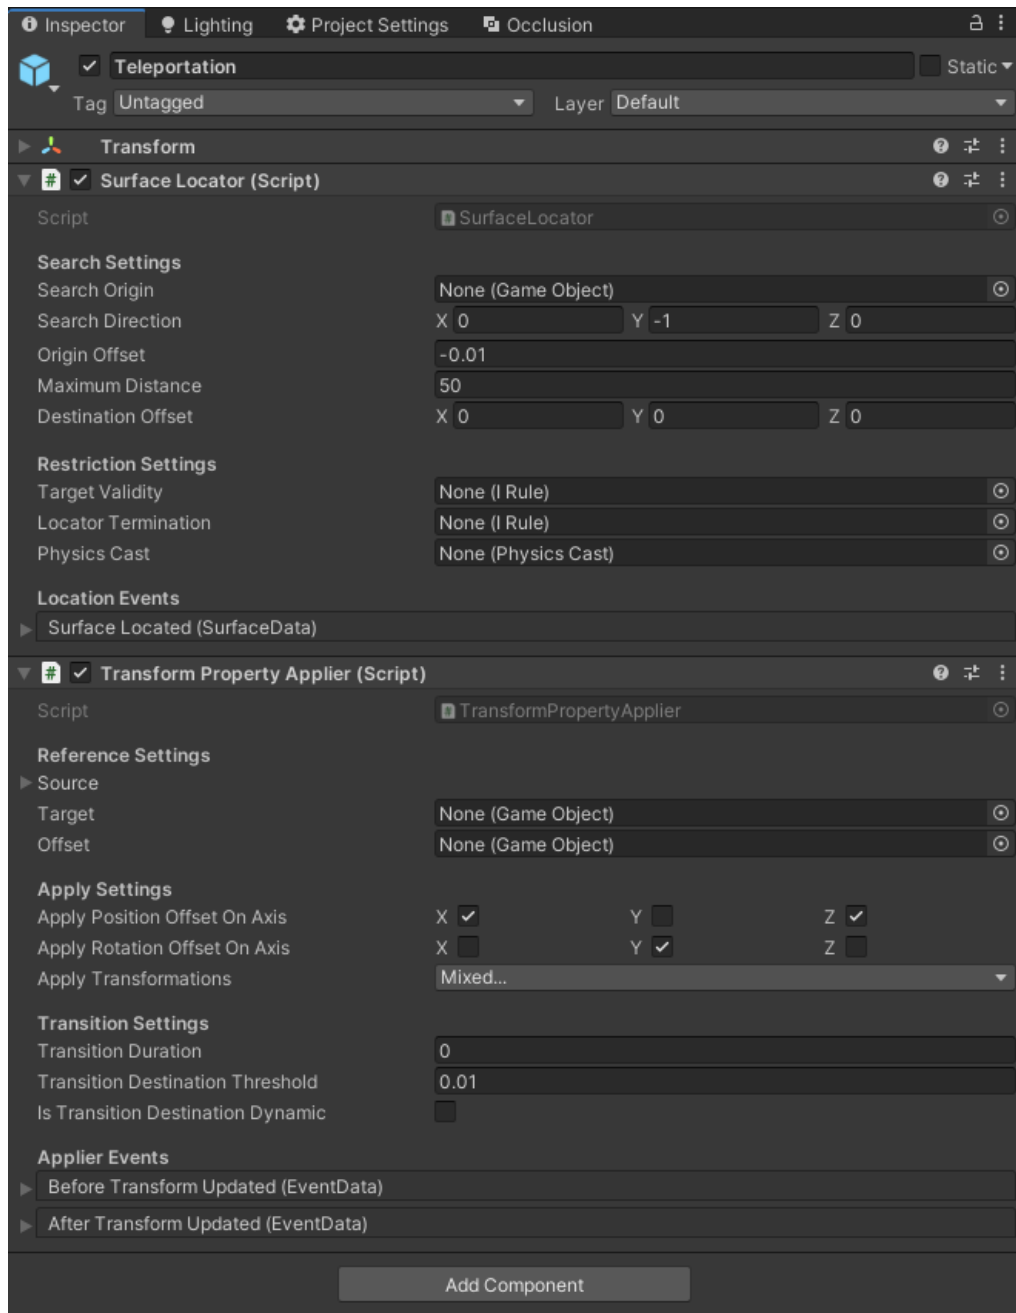 Inspector Lighting Project Settings Occlusion
Teleportation Static
Tag Untagged Layer Default
Transform
# Surface Locator (Script)
Script # SurfaceLocator
Search Settings
Search Origin None (Game Object)
Search Direction X 0 Y -1 Z 0
Origin Offset -0.01
Maximum Distance 50
Destination Offset X 0 Y 0 Z 0
Restriction Settings
Target Validity None (I Rule)
Locator Termination None (I Rule)
Physics Cast None (Physics Cast)
Location Events
Surface Located (SurfaceData)
# Transform Property Applier (Script)
Script # TransformPropertyApplier
Reference Settings
Source
Target None (Game Object)
Offset None (Game Object)
Apply Settings
Apply Position Offset On Axis X Y Z
Apply Rotation Offset On Axis X Y Z
Apply Transformations Mixed...
Transition Settings
Transition Duration 0
Transition Destination Threshold 0.01
Is Transition Destination Dynamic
Applier Events
Before Transform Updated (EventData)
After Transform Updated (EventData)
Add Component